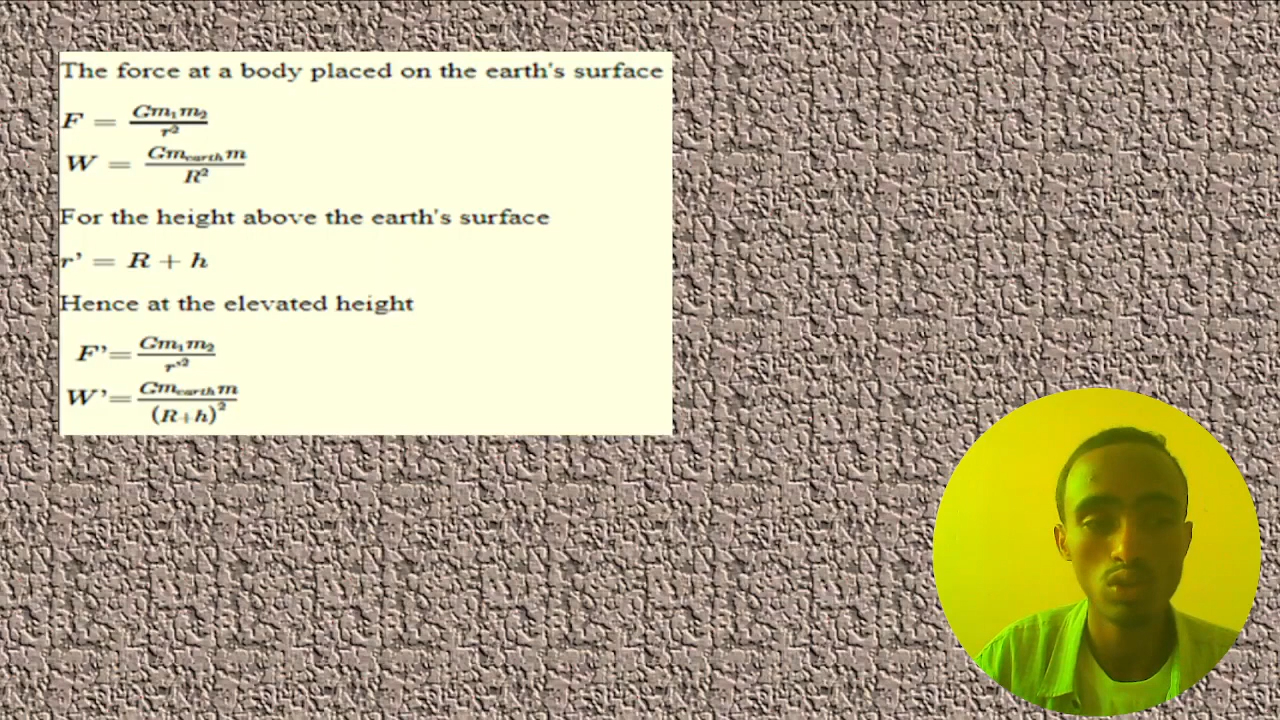 The force at a body placed on the earth's surface
F = Gm₁m₂/r²
W = Gm_earth m/R²
For the height above the earth's surface
r' = R + h
Hence at the elevated height
F'= Gm₁m₂/r'²
W'= Gm_earth m/(R+h)²